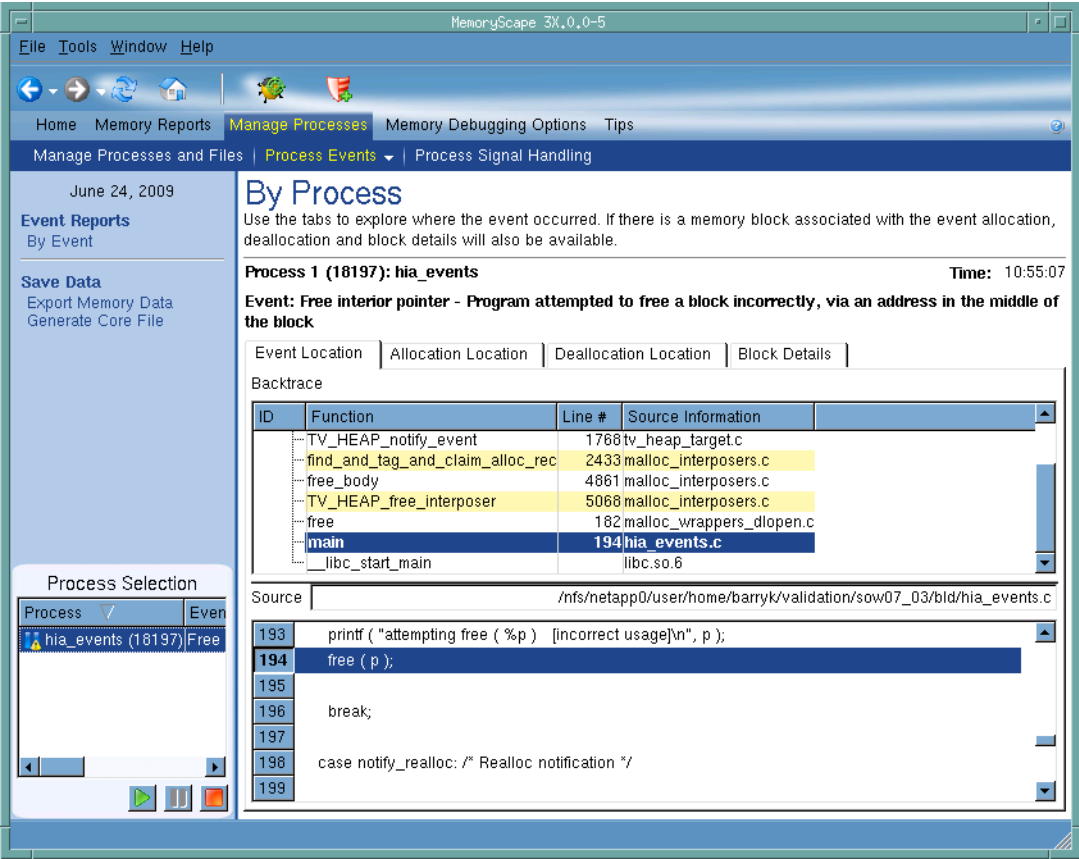 MemoryScape 3X.0.0-5
File Tools Window Help
Home Memory Reports Manage Processes Memory Debugging Options Tips
Manage Processes and Files | Process Events | Process Signal Handling
June 24, 2009
Event Reports
By Event
Save Data
Export Memory Data
Generate Core File
Process Selection
Process Even
hia_events (18197) Free
By Process
Use the tabs to explore where the event occurred. If there is a memory block associated with the event allocation,
deallocation and block details will also be available.
Process 1 (18197): hia_events Time: 10:55:07
Event: Free interior pointer - Program attempted to free a block incorrectly, via an address in the middle of
the block
Event Location Allocation Location Deallocation Location Block Details
Backtrace
ID Function Line # Source Information
TV_HEAP_notify_event 1768 tv_heap_target.c
find_and_tag_and_claim_alloc_rec 2433 malloc_interposers.c
free_body 4861 malloc_interposers.c
TV_HEAP_free_interposer 5068 malloc_interposers.c
free 182 malloc_wrappers_dlopen.c
main 194 hia_events.c
__libc_start_main libc.so.6
Source /nfs/netapp0/user/home/barryk/validation/sow07_03/bld/hia_events.c
193 printf ( "attempting free ( %p ) [incorrect usage]\n", p );
194 free ( p );
195
196 break;
197
198 case notify_realloc: /* Realloc notification */
199